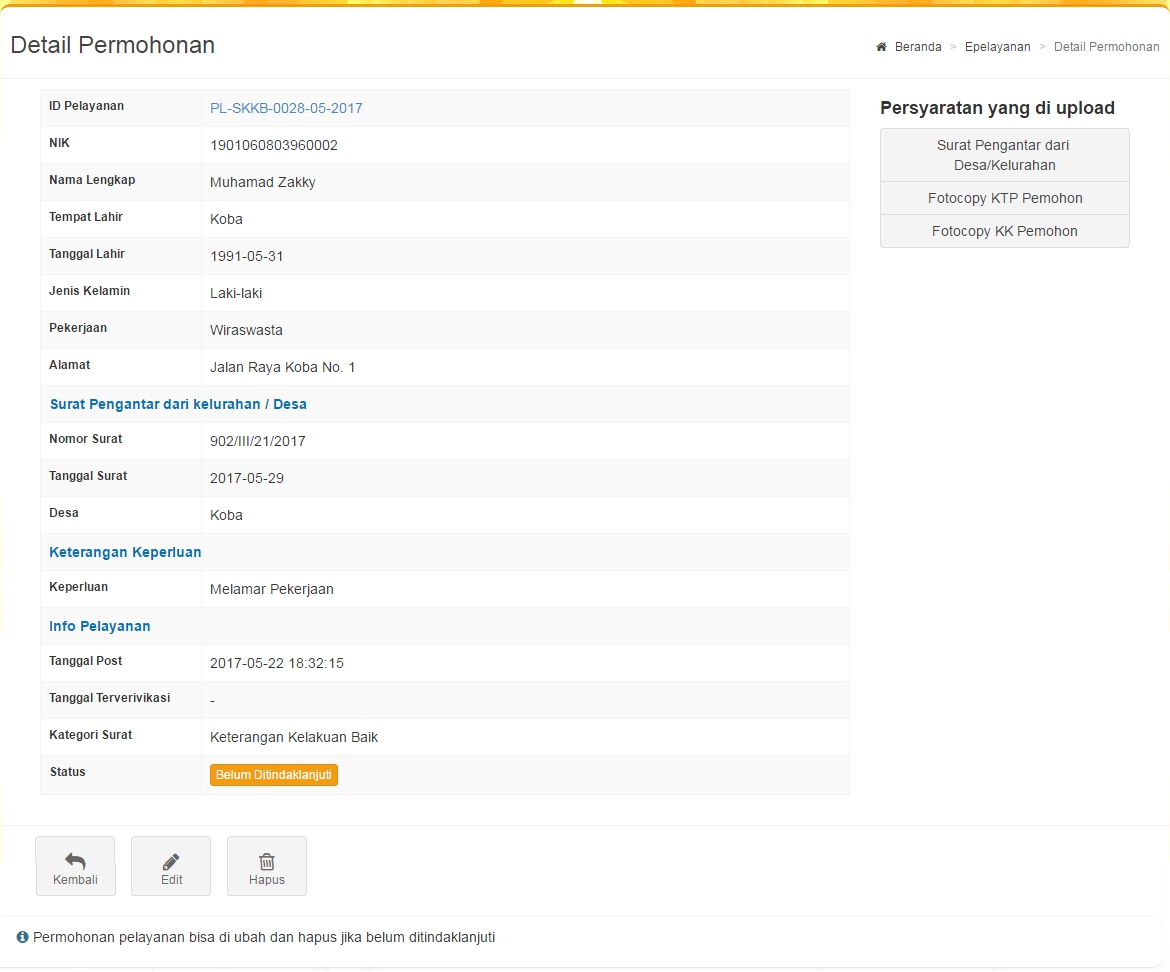 Detail Permohonan
Beranda > Epelayanan > Detail Permohonan
ID Pelayanan PL-SKKB-0028-05-2017
NIK 1901060803960002
Nama Lengkap Muhamad Zakky
Tempat Lahir Koba
Tanggal Lahir 1991-05-31
Jenis Kelamin Laki-laki
Pekerjaan Wiraswasta
Alamat Jalan Raya Koba No. 1
Surat Pengantar dari kelurahan / Desa
Nomor Surat 902/III/21/2017
Tanggal Surat 2017-05-29
Desa Koba
Keterangan Keperluan
Keperluan Melamar Pekerjaan
Info Pelayanan
Tanggal Post 2017-05-22 18:32:15
Tanggal Terverivikasi -
Kategori Surat Keterangan Kelakuan Baik
Status Belum Ditindaklanjuti
Persyaratan yang di upload
Surat Pengantar dari
Desa/Kelurahan
Fotocopy KTP Pemohon
Fotocopy KK Pemohon
Kembali Edit Hapus
Permohonan pelayanan bisa di ubah dan hapus jika belum ditindaklanjuti